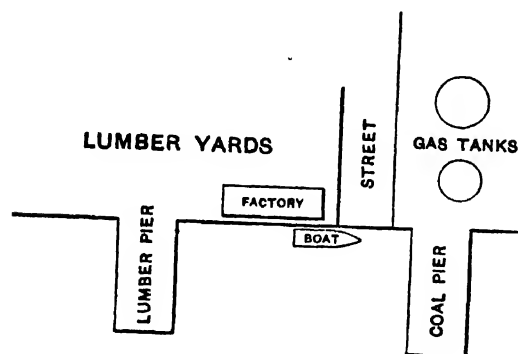 LUMBER YARDS
STREET
GAS TANKS
FACTORY
BOAT
LUMBER PIER
COAL PIER